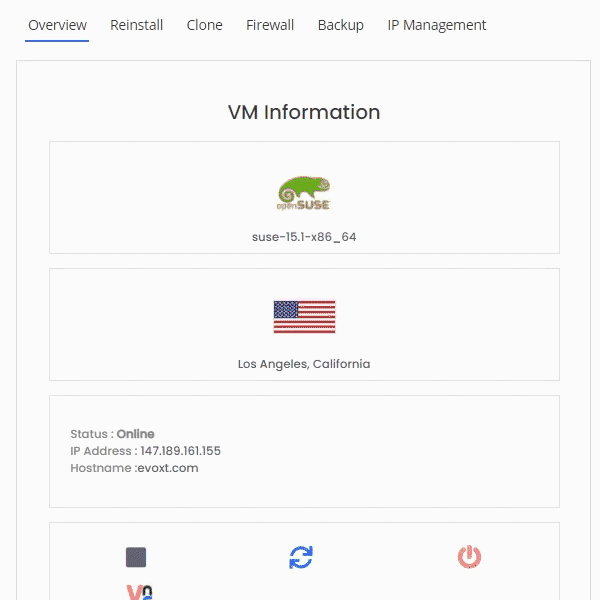 Overview Reinstall Clone Firewall Backup IP Management
VM Information
openSUSE
suse-15.1-x86_64
Los Angeles, California
Status : Online
IP Address : 147.189.161.155
Hostname :evoxt.com